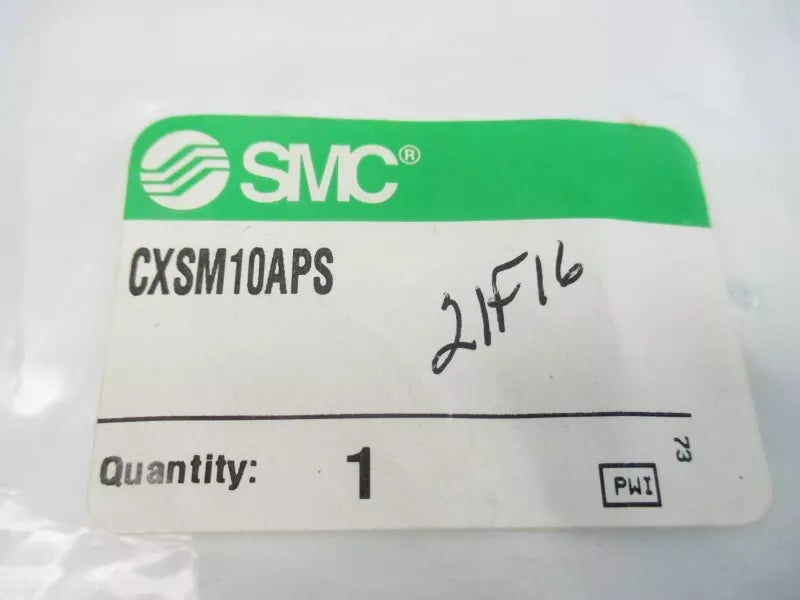 SMC®
CXSM10APS
21F16
Quantity: 1
73
PWI